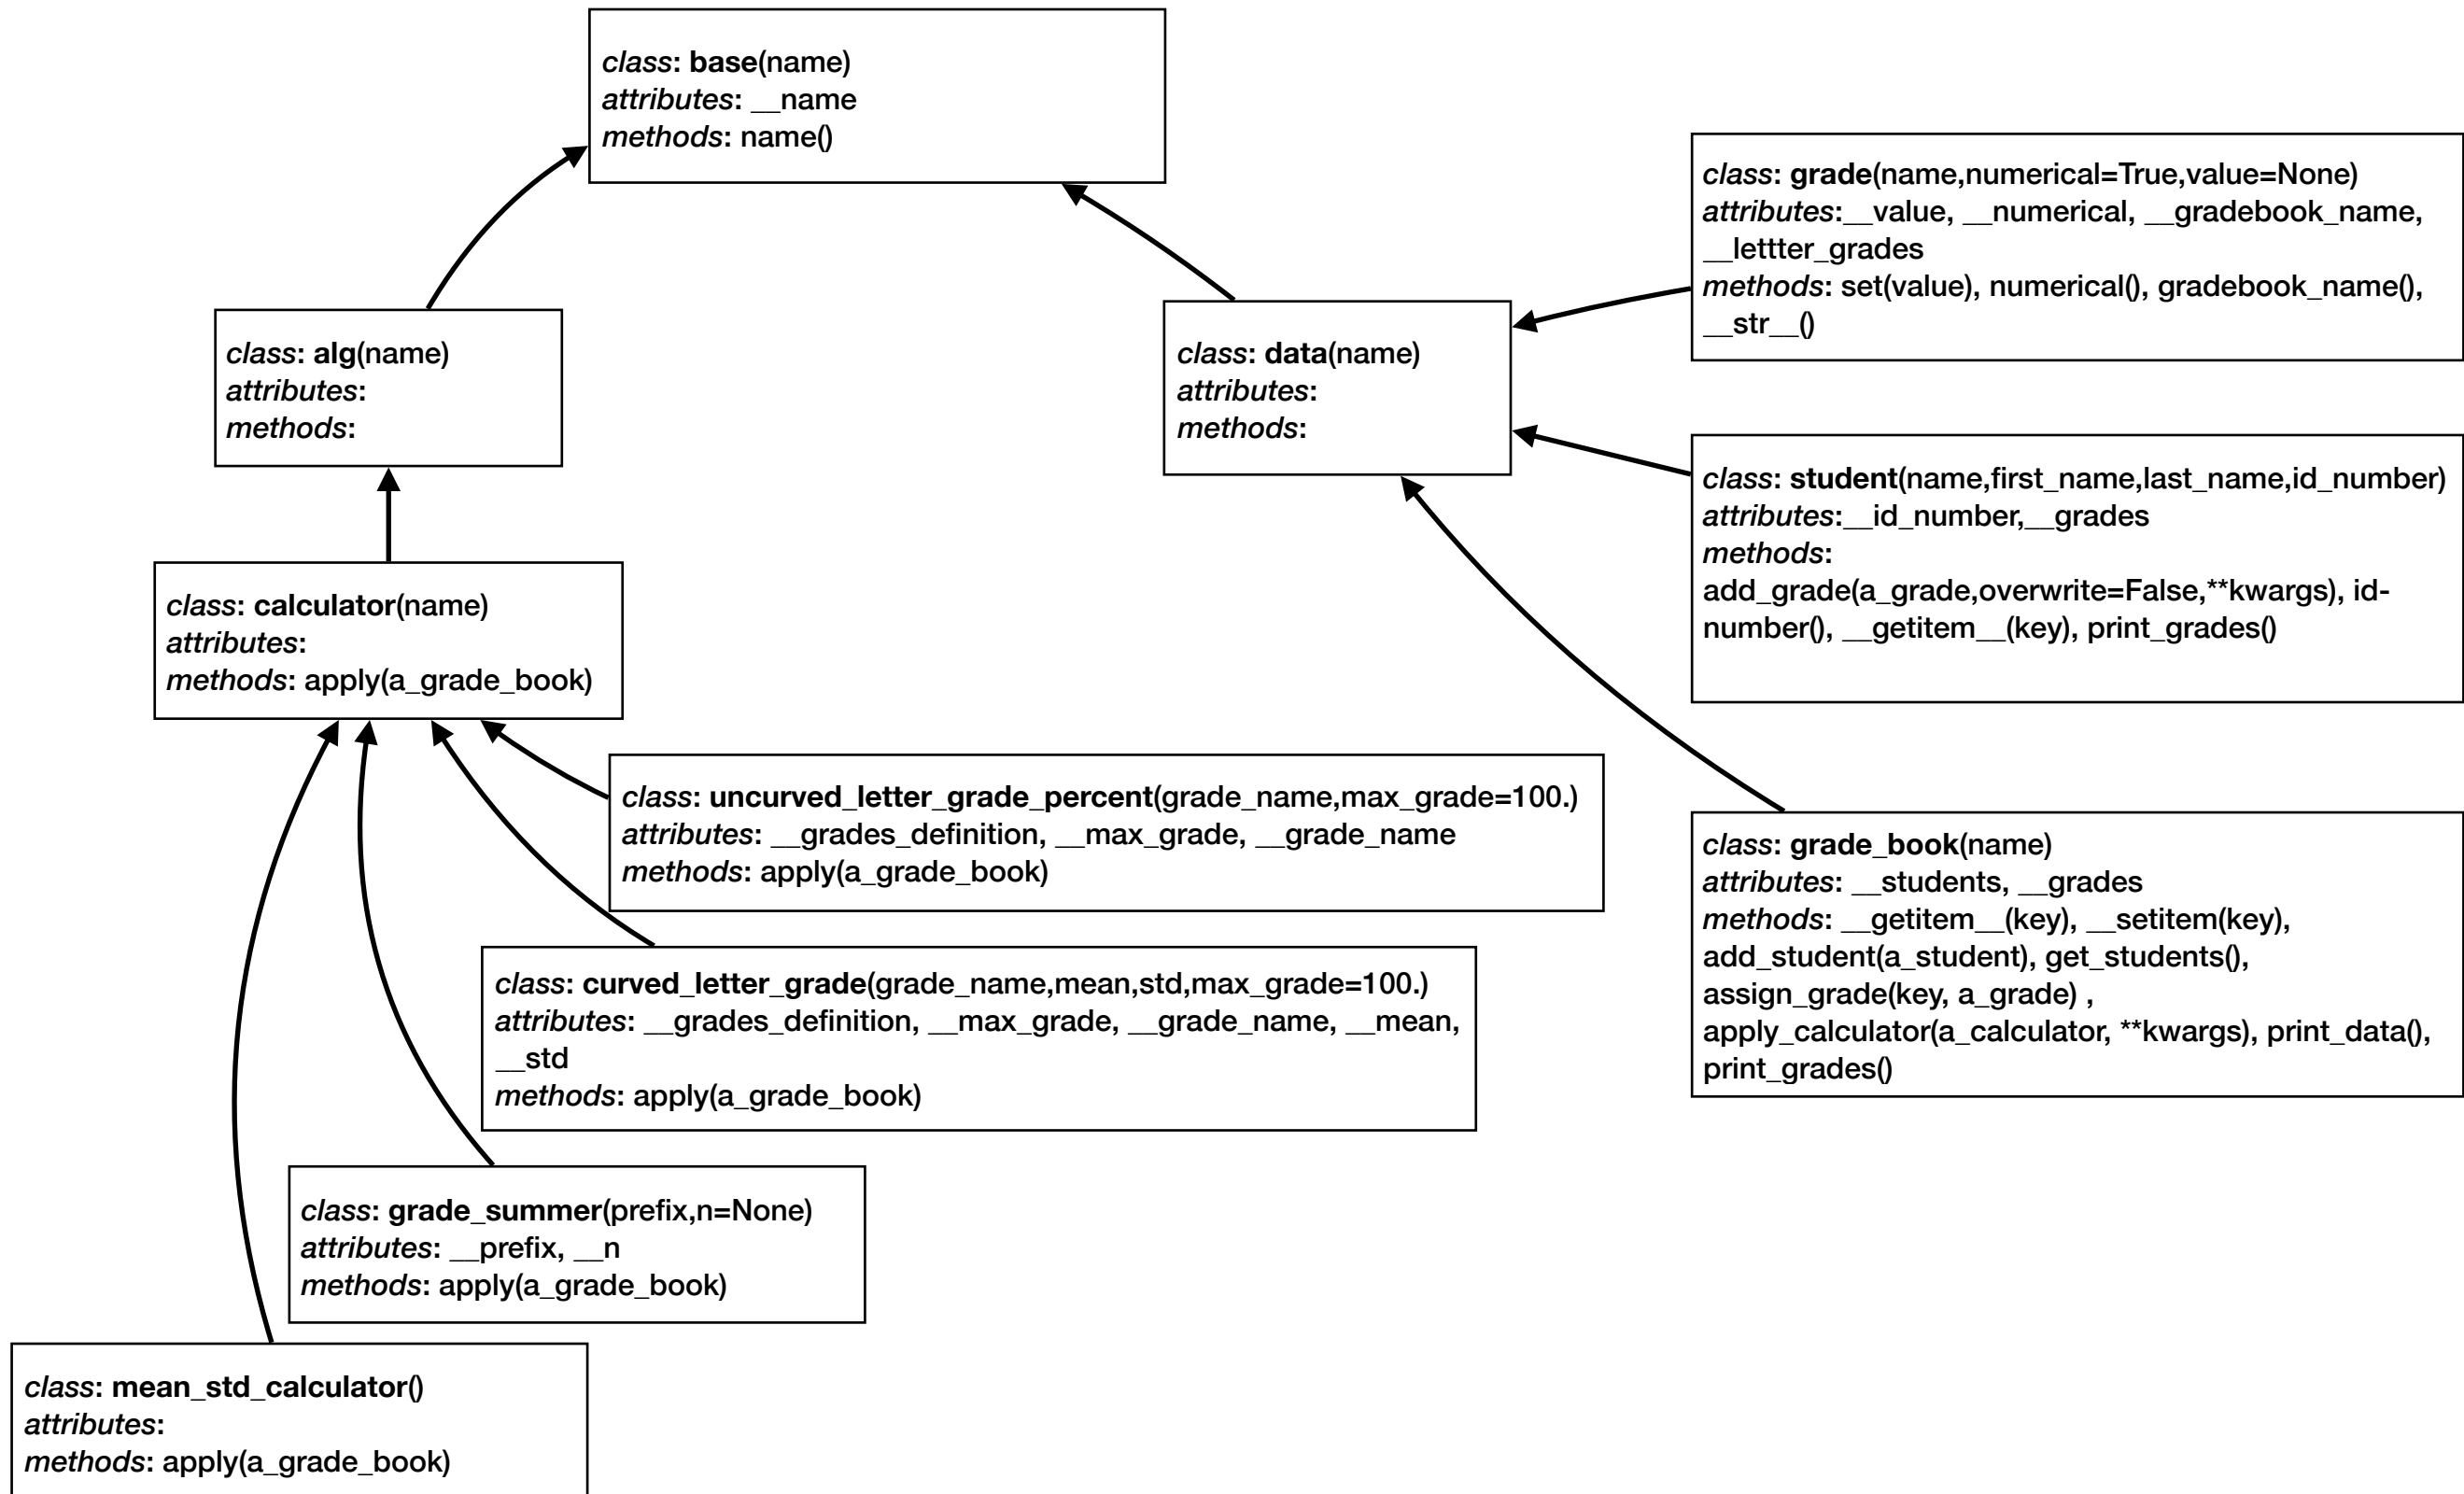 class: base(name)
attributes: __name
methods: name()
class: grade(name,numerical=True,value=None)
attributes:__value, __numerical, __gradebook_name,
__lettter_grades
methods: set(value), numerical(), gradebook_name(),
__str__()
class: alg(name)
attributes:
methods:
class: data(name)
attributes:
methods:
class: student(name,first_name,last_name,id_number)
attributes:__id_number,__grades
methods:
add_grade(a_grade,overwrite=False,**kwargs), id-
number(), __getitem__(key), print_grades()
class: calculator(name)
attributes:
methods: apply(a_grade_book)
class: uncurved_letter_grade_percent(grade_name,max_grade=100.)
attributes: __grades_definition, __max_grade, __grade_name
methods: apply(a_grade_book)
class: grade_book(name)
attributes: __students, __grades
methods: __getitem__(key), __setitem(key),
add_student(a_student), get_students(),
assign_grade(key, a_grade) ,
apply_calculator(a_calculator, **kwargs), print_data(),
print_grades()
class: curved_letter_grade(grade_name,mean,std,max_grade=100.)
attributes: __grades_definition, __max_grade, __grade_name, __mean,
__std
methods: apply(a_grade_book)
class: grade_summer(prefix,n=None)
attributes: __prefix, __n
methods: apply(a_grade_book)
class: mean_std_calculator()
attributes:
methods: apply(a_grade_book)